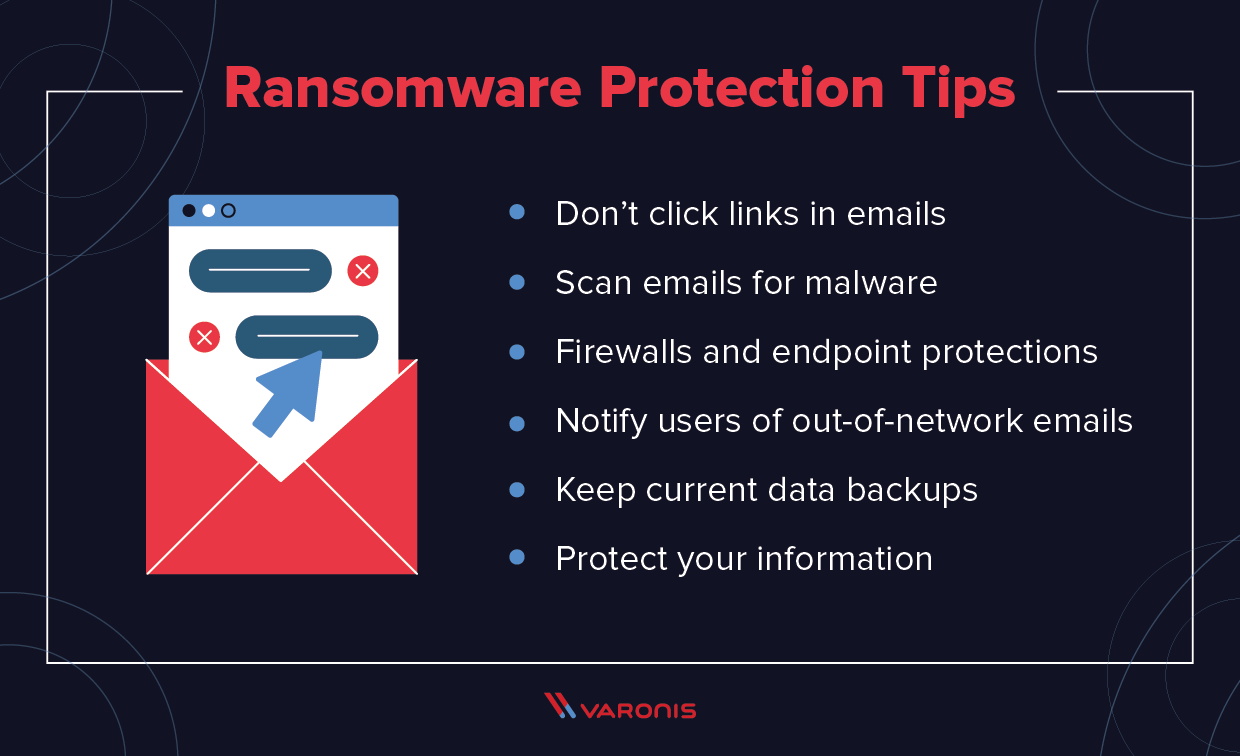 Ransomware Protection Tips
Don’t click links in emails
Scan emails for malware
Firewalls and endpoint protections
Notify users of out-of-network emails
Keep current data backups
Protect your information
VARONIS